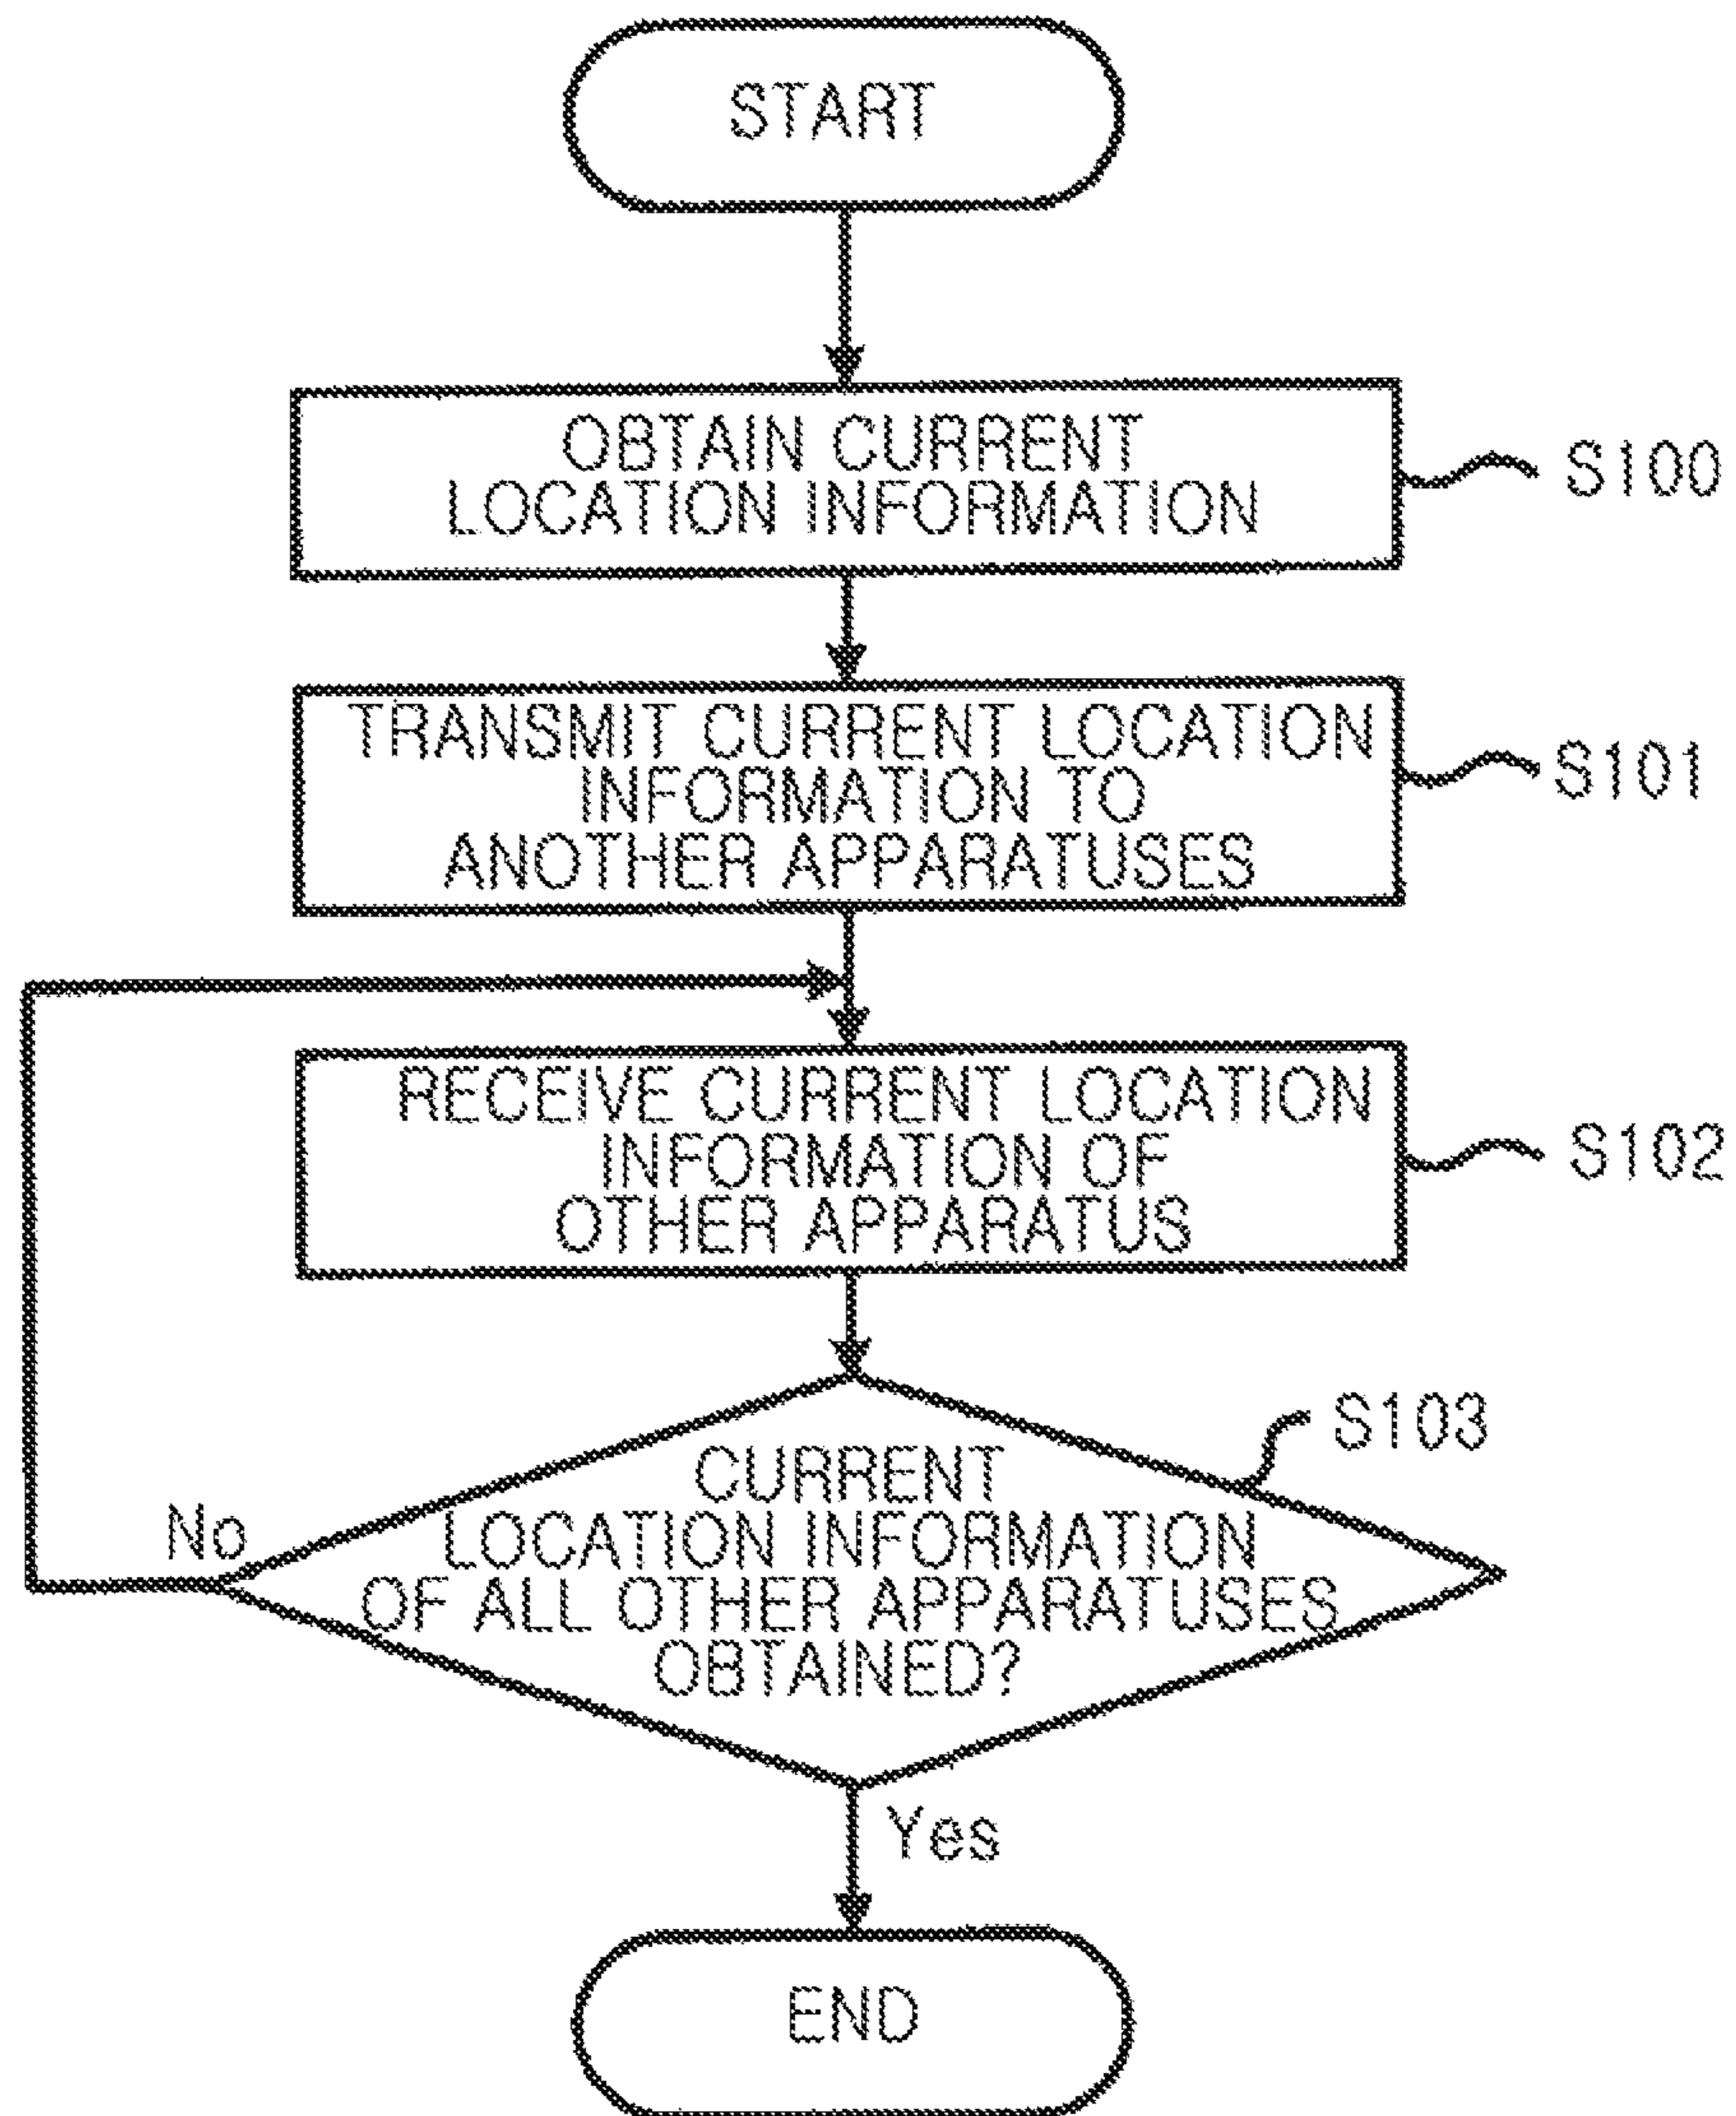 START
OBTAIN CURRENT
LOCATION INFORMATION
S100
TRANSMIT CURRENT LOCATION
INFORMATION TO
ANOTHER APPARATUSES
S101
RECEIVE CURRENT LOCATION
INFORMATION OF
OTHER APPARATUS
S102
S103
CURRENT
LOCATION INFORMATION
OF ALL OTHER APPARATUSES
OBTAINED?
No
Yes
END